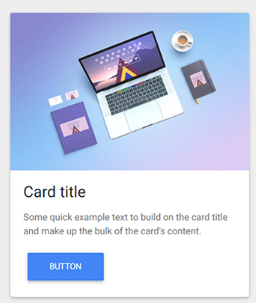 Card title
Some quick example text to build on the card title
and make up the bulk of the card's content.
BUTTON